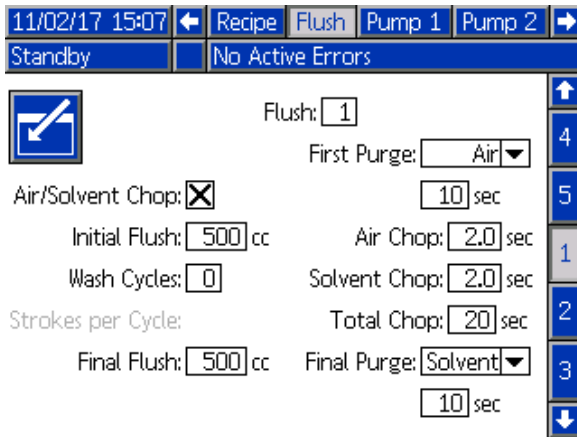 11/02/17 15:07 Recipe Flush Pump 1 Pump 2
Standby No Active Errors
Flush: 1
First Purge: Air
Air/Solvent Chop: 10 sec
Initial Flush: 500 cc Air Chop: 2.0 sec
Wash Cycles: 0 Solvent Chop: 2.0 sec
Strokes per Cycle: Total Chop: 20 sec
Final Flush: 500 cc Final Purge: Solvent
10 sec
4
5
1
2
3